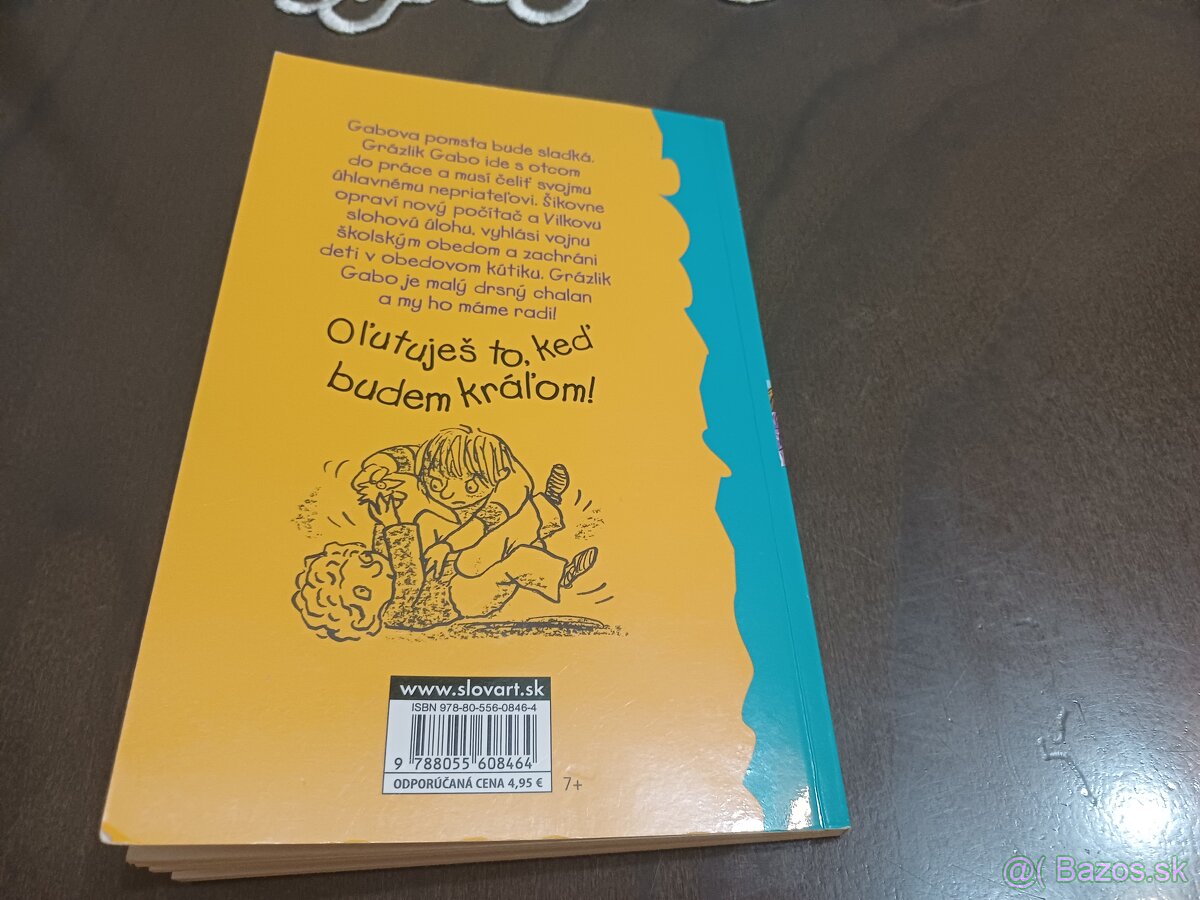 Gabova pomsta bude sladká.
Grázlik Gabo ide s otcom
do práce a musí čeliť svojmu
úhlavnému nepriateľovi. Šikovne
opraví nový počítač a Vilkovu
slohovú úlohu, vyhlási vojnu
školským obedom a zachráni
deti v obedovom kútiku. Grázlik
Gabo je malý drsný chalan
a my ho máme radi!
Oľutuješ to, keď
budem kráľom!
www.slovart.sk
ISBN 978-80-556-0846-4
9 788055 608464
ODPORÚČANÁ CENA 4,95 €
7+
@( Bazos.sk